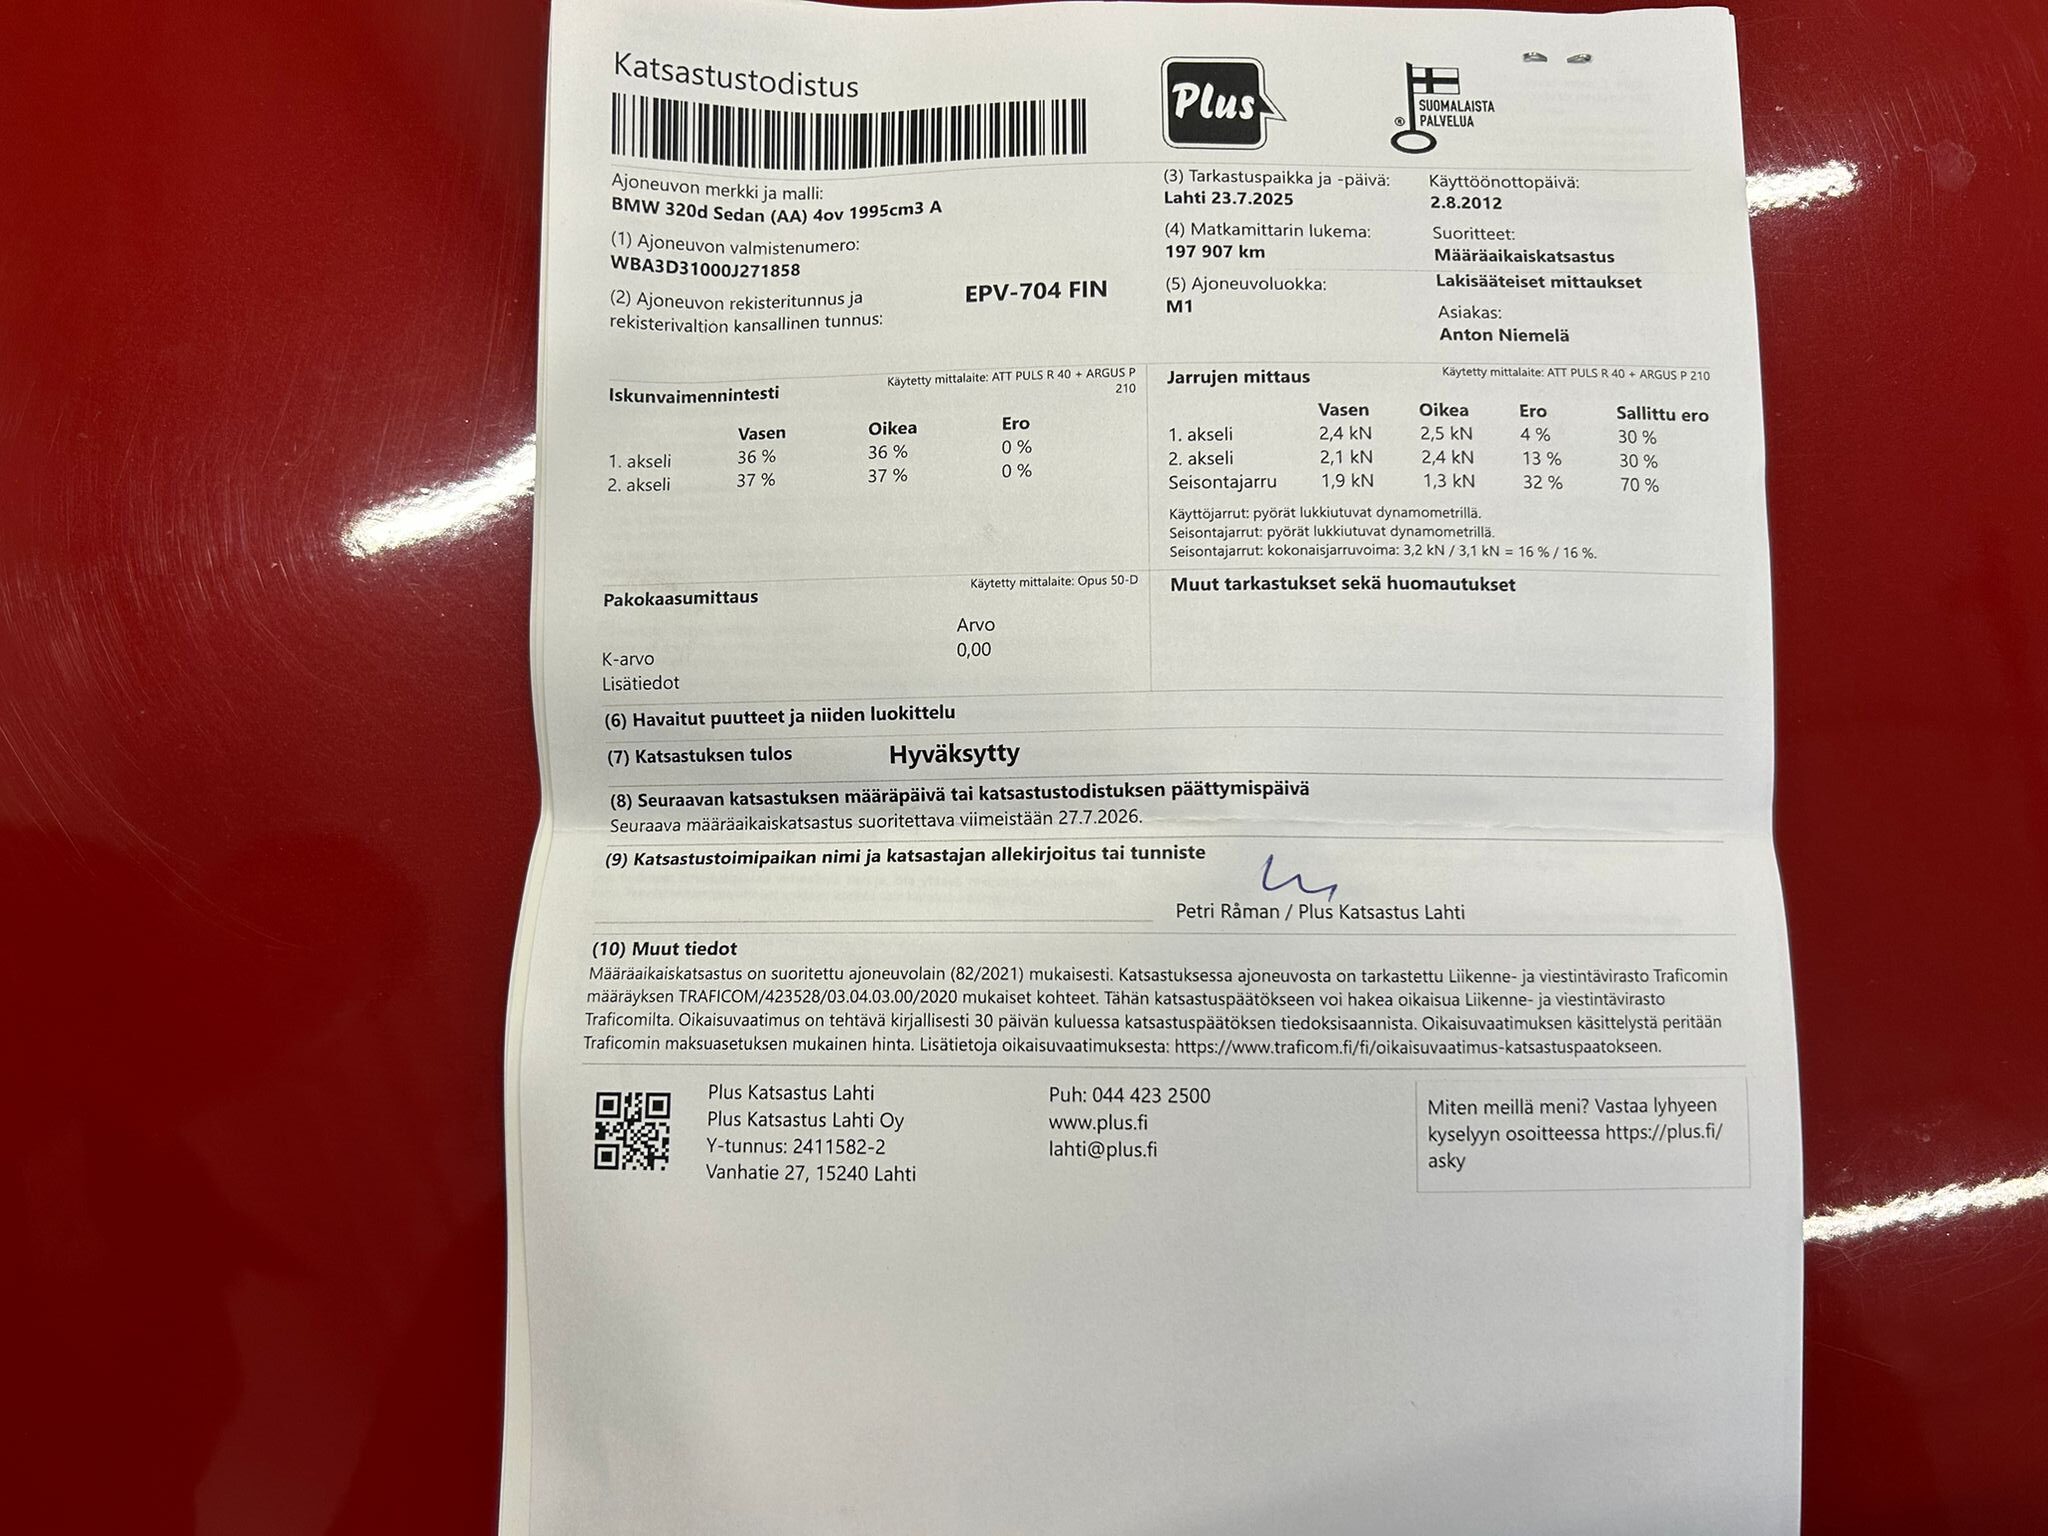 Katsastustodistus
Plus
® SUOMALAISTA
PALVELUA
Ajoneuvon merkki ja malli:
BMW 320d Sedan (AA) 4ov 1995cm3 A
(1) Ajoneuvon valmistenumero:
WBA3D31000J271858
(2) Ajoneuvon rekisteritunnus ja
rekisterivaltion kansallinen tunnus:
EPV-704 FIN
(3) Tarkastuspaikka ja -päivä:
Lahti 23.7.2025
(4) Matkamittarin lukema:
197 907 km
(5) Ajoneuvoluokka:
M1
Käyttöönottopäivä:
2.8.2012
Suoritteet:
Määräaikaiskatsastus
Lakisääteiset mittaukset
Asiakas:
Anton Niemelä
Iskunvaimennintesti
Käytetty mittalaite: ATT PULS R 40 + ARGUS P
210
Vasen Oikea Ero
1. akseli 36 % 36 % 0 %
2. akseli 37 % 37 % 0 %
Jarrujen mittaus
Käytetty mittalaite: ATT PULS R 40 + ARGUS P 210
Vasen Oikea Ero Sallittu ero
1. akseli 2,4 kN 2,5 kN 4 % 30 %
2. akseli 2,1 kN 2,4 kN 13 % 30 %
Seisontajarru 1,9 kN 1,3 kN 32 % 70 %
Käyttöjarrut: pyörät lukkiutuvat dynamometrillä.
Seisontajarrut: pyörät lukkiutuvat dynamometrillä.
Seisontajarrut: kokonaisjarruvoima: 3,2 kN / 3,1 kN = 16 % / 16 %.
Pakokaasumittaus
Käytetty mittalaite: Opus 50-D
Arvo
K-arvo 0,00
Lisätiedot
Muut tarkastukset sekä huomautukset
(6) Havaitut puutteet ja niiden luokittelu
(7) Katsastuksen tulos Hyväksytty
(8) Seuraavan katsastuksen määräpäivä tai katsastustodistuksen päättymispäivä
Seuraava määräaikaiskatsastus suoritettava viimeistään 27.7.2026.
(9) Katsastustoimipaikan nimi ja katsastajan allekirjoitus tai tunniste
Petri Råman / Plus Katsastus Lahti
(10) Muut tiedot
Määräaikaiskatsastus on suoritettu ajoneuvolain (82/2021) mukaisesti. Katsastuksessa ajoneuvosta on tarkastettu Liikenne- ja viestintävirasto Traficomin
määräyksen TRAFICOM/423528/03.04.03.00/2020 mukaiset kohteet. Tähän katsastuspäätökseen voi hakea oikaisua Liikenne- ja viestintävirasto
Traficomilta. Oikaisuvaatimus on tehtävä kirjallisesti 30 päivän kuluessa katsastuspäätöksen tiedoksisaannista. Oikaisuvaatimuksen käsittelystä peritään
Traficomin maksuasetuksen mukainen hinta. Lisätietoja oikaisuvaatimuksesta: https://www.traficom.fi/fi/oikaisuvaatimus-katsastuspaatokseen.
Plus Katsastus Lahti
Plus Katsastus Lahti Oy
Y-tunnus: 2411582-2
Vanhatie 27, 15240 Lahti
Puh: 044 423 2500
www.plus.fi
lahti@plus.fi
Miten meillä meni? Vastaa lyhyeen
kyselyyn osoitteessa https://plus.fi/
asky